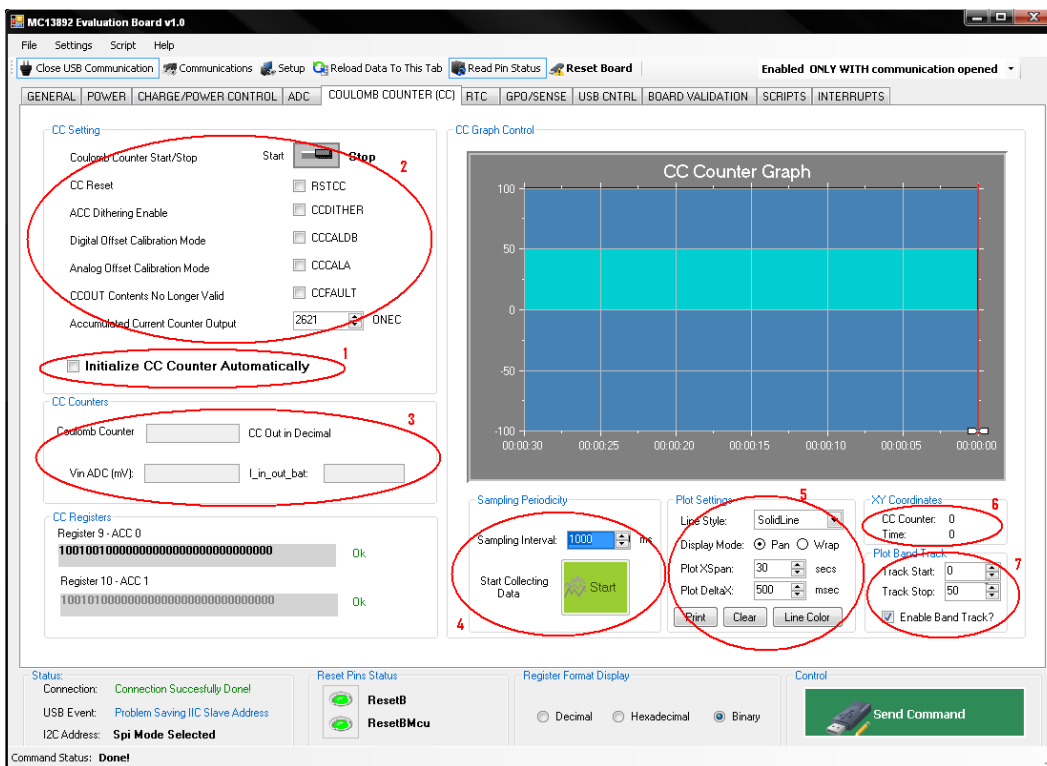 MC13892 Evaluation Board v1.0
File Settings Script Help
Close USB Communication Communications Setup Reload Data To This Tab Read Pin Status Reset Board Enabled ONLY WITH communication opened
GENERAL POWER CHARGE/POWER CONTROL ADC COULOMB COUNTER (CC) RTC GPO/SENSE USB CNTRL BOARD VALIDATION SCRIPTS INTERRUPTS
CC Setting
Coulomb Counter Start/Stop Start Stop
2
CC Reset RSTCC
ACC Dithering Enable CCDITHER
Digital Offset Calibration Mode CCCALDB
Analog Offset Calibration Mode CCCALA
CCOUT Contents No Longer Valid CCFAULT
Accumulated Current Counter Output 2621 ONEC
1
Initialize CC Counter Automatically
CC Counters
3
Coulomb Counter CC Out in Decimal
Vin ADC (mV): I_in_out_bat:
CC Registers
Register 9 - ACC 0
100100100000000000000000000000000 Ok
Register 10 - ACC 1
100101000000000000000000000000000 Ok
CC Graph Control
CC Counter Graph
100
50
0
-50
-100
00:00:30 00:00:25 00:00:20 00:00:15 00:00:10 00:00:05 00:00:00
Sampling Periodicity
Sampling Interval: 1000 ms
Start Collecting Data Start
4
Plot Settings
5
Line Style: SolidLine
Display Mode: Pan Wrap
Plot XSpan: 30 secs
Plot DeltaX: 500 msec
Print Clear Line Color
XY Coordinates
6
CC Counter: 0
Time: 0
Plot Band Track
7
Track Start: 0
Track Stop: 50
Enable Band Track?
Status:
Connection: Connection Succesfully Done!
USB Event: Problem Saving IIC Slave Address
I2C Address: Spi Mode Selected
Reset Pins Status
ResetB
ResetBMcu
Register Format Display
Decimal Hexadecimal Binary
Control
Send Command
Command Status: Done!